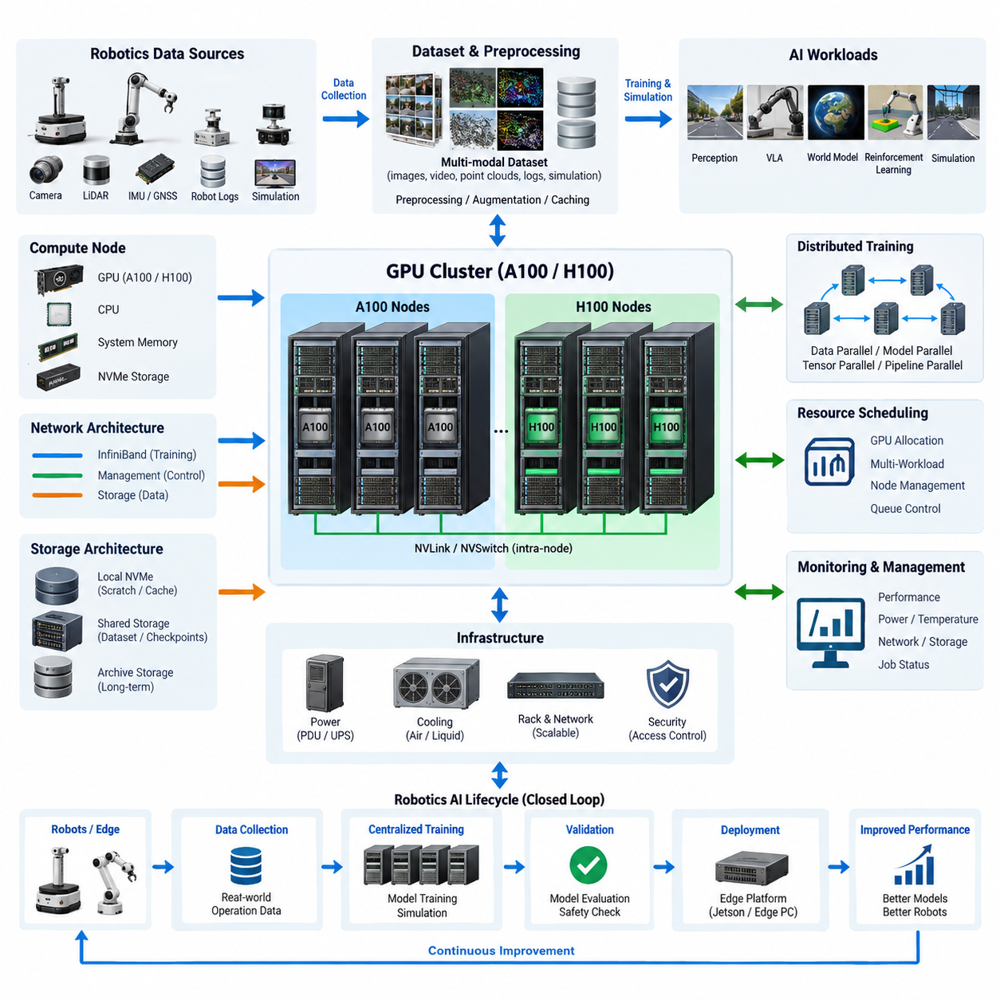 Robotics Data Sources
Camera
LiDAR
IMU / GNSS
Robot Logs
Simulation
Data
Collection
Dataset & Preprocessing
Multi-modal Dataset
(images, video, point clouds, logs, simulation)
Preprocessing / Augmentation / Caching
Training &
Simulation
AI Workloads
Perception
VLA
World Model
Reinforcement
Learning
Simulation
Compute Node
GPU (A100 / H100)
CPU
System Memory
NVMe Storage
Network Architecture
InfiniBand (Training)
Management (Control)
Storage (Data)
Storage Architecture
Local NVMe
(Scratch / Cache)
Shared Storage
(Dataset / Checkpoints)
Archive Storage
(Long-term)
GPU Cluster (A100 / H100)
A100 Nodes
A100
A100
A100
...
H100 Nodes
H100
H100
H100
NVLink / NVSwitch (intra-node)
Distributed Training
Data Parallel / Model Parallel
Tensor Parallel / Pipeline Parallel
Resource Scheduling
GPU Allocation
Multi-Workload
Node Management
Queue Control
Monitoring & Management
Performance
Power / Temperature
Network / Storage
Job Status
Infrastructure
Power
(PDU / UPS)
Cooling
(Air / Liquid)
Rack & Network
(Scalable)
Security
(Access Control)
Robotics AI Lifecycle (Closed Loop)
Robots / Edge
Data Collection
Reat-world
Operation Data
Centralized Training
Model Training
Simulation
Validation
Model Evaluation
Safety Check
Deployment
Edge Platform
(Jetson / Edge PC)
Improved Performance
Better Models
Better Robots
Continuous Improvement